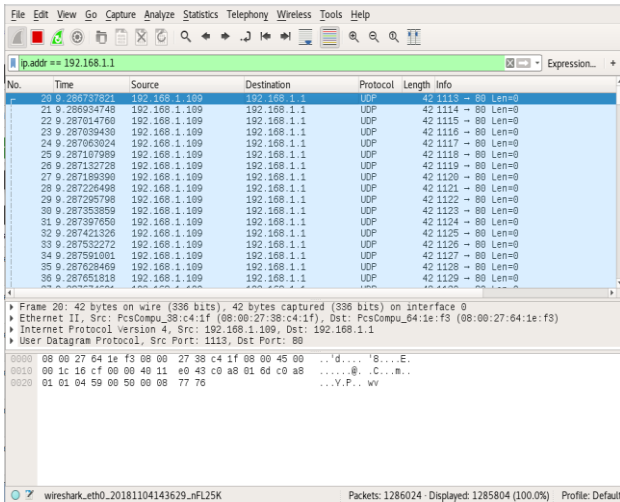 File Edit View Go Capture Analyze Statistics Telephony Wireless Tools Help
ip.addr == 192.168.1.1 Expression... +
No. Time Source Destination Protocol Length Info
20 9.286737821 192.168.1.109 192.168.1.1 UDP 42 1113 → 80 Len=0
21 9.286934748 192.168.1.109 192.168.1.1 UDP 42 1114 → 80 Len=0
22 9.287014760 192.168.1.109 192.168.1.1 UDP 42 1115 → 80 Len=0
23 9.287039430 192.168.1.109 192.168.1.1 UDP 42 1116 → 80 Len=0
24 9.287063024 192.168.1.109 192.168.1.1 UDP 42 1117 → 80 Len=0
25 9.287107989 192.168.1.109 192.168.1.1 UDP 42 1118 → 80 Len=0
26 9.287132728 192.168.1.109 192.168.1.1 UDP 42 1119 → 80 Len=0
27 9.287189390 192.168.1.109 192.168.1.1 UDP 42 1120 → 80 Len=0
28 9.287226498 192.168.1.109 192.168.1.1 UDP 42 1121 → 80 Len=0
29 9.287295798 192.168.1.109 192.168.1.1 UDP 42 1122 → 80 Len=0
30 9.287353859 192.168.1.109 192.168.1.1 UDP 42 1123 → 80 Len=0
31 9.287397650 192.168.1.109 192.168.1.1 UDP 42 1124 → 80 Len=0
32 9.287421326 192.168.1.109 192.168.1.1 UDP 42 1125 → 80 Len=0
33 9.287532272 192.168.1.109 192.168.1.1 UDP 42 1126 → 80 Len=0
34 9.287591001 192.168.1.109 192.168.1.1 UDP 42 1127 → 80 Len=0
35 9.287628469 192.168.1.109 192.168.1.1 UDP 42 1128 → 80 Len=0
36 9.287651818 192.168.1.109 192.168.1.1 UDP 42 1129 → 80 Len=0
Frame 20: 42 bytes on wire (336 bits), 42 bytes captured (336 bits) on interface 0
Ethernet II, Src: PcsCompu_38:c4:1f (08:00:27:38:c4:1f), Dst: PcsCompu_64:1e:f3 (08:00:27:64:1e:f3)
Internet Protocol Version 4, Src: 192.168.1.109, Dst: 192.168.1.1
User Datagram Protocol, Src Port: 1113, Dst Port: 80
0000 08 00 27 64 1e f3 08 00 27 38 c4 1f 08 00 45 00 ..'d.... '8....E.
0010 00 1c 16 cf 00 00 40 11 e0 43 c0 a8 01 6d c0 a8 ......@. .C...m..
0020 01 01 04 59 00 50 00 08 77 76 ...Y.P.. wv
wireshark_eth0_20181104143629_nFL25K Packets: 1286024 · Displayed: 1285804 (100.0%) Profile: Default